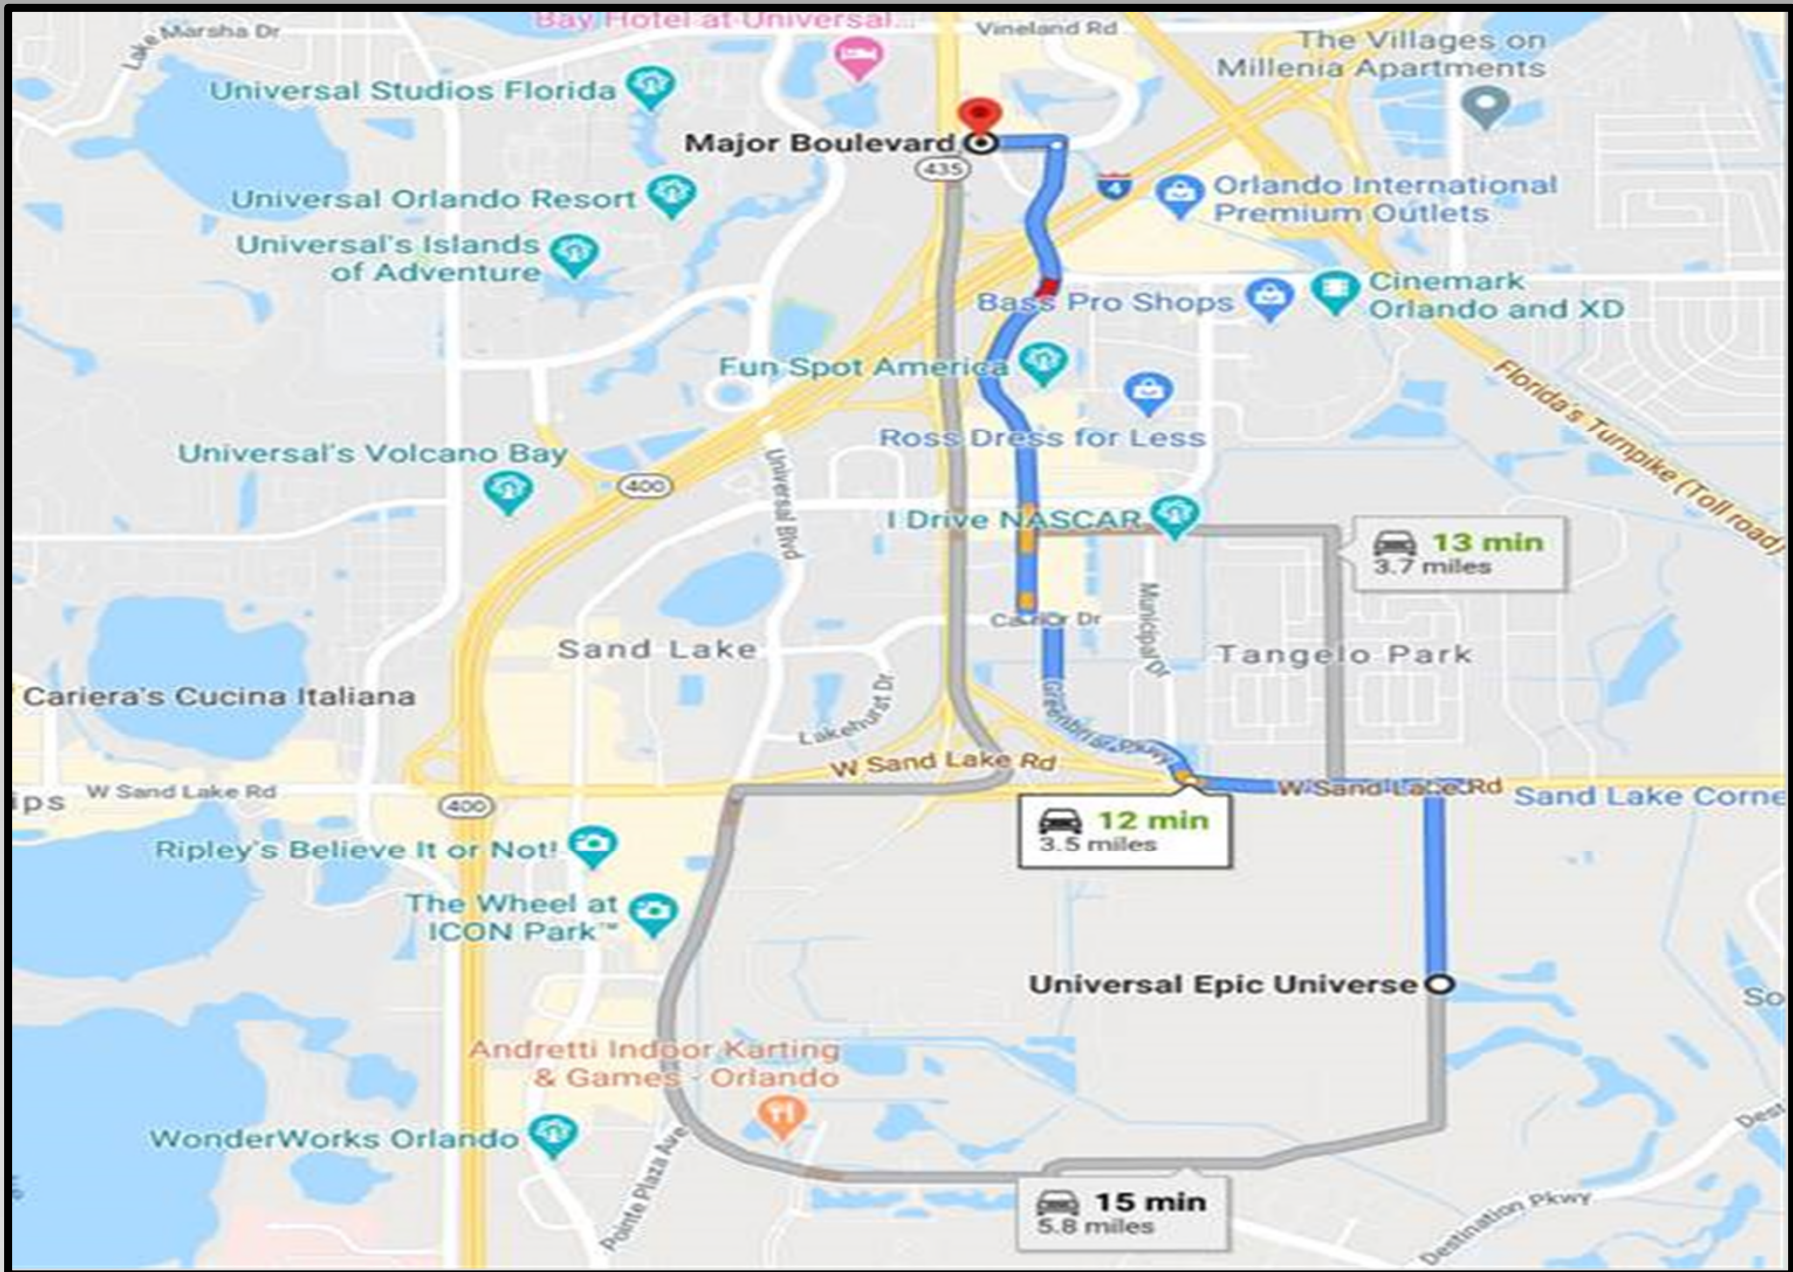 Bay Hotel at Universal...
Vineland Rd
Lake Marsha Dr
The Villages on
Millenia Apartments
Universal Studios Florida
Major Boulevard
435
4
Orlando International
Premium Outlets
Universal Orlando Resort
Universal's Islands
of Adventure
Bass Pro Shops
Cinemark
Orlando and XD
Fun Spot America
Florida's Turnpike (Toll road)
Ross Dress for Less
Universal's Volcano Bay
400
Universal Blvd
I Drive NASCAR
13 min
3.7 miles
Municipal Dr
Carrier Dr
Sand Lake
Tangelo Park
Cariera's Cucina Italiana
Lakehurst Dr
Greenbriar Pkwy
W Sand Lake Rd
W Sand Lake Rd
W Sand Lake Rd
Sand Lake Corne
ips
400
12 min
3.5 miles
Ripley's Believe It or Not!
The Wheel at
ICON Park™
Universal Epic Universe
So
Andretti Indoor Karting
& Games - Orlando
WonderWorks Orlando
Pointe Plaza Ave
Dest
15 min
5.8 miles
Destination Pkwy